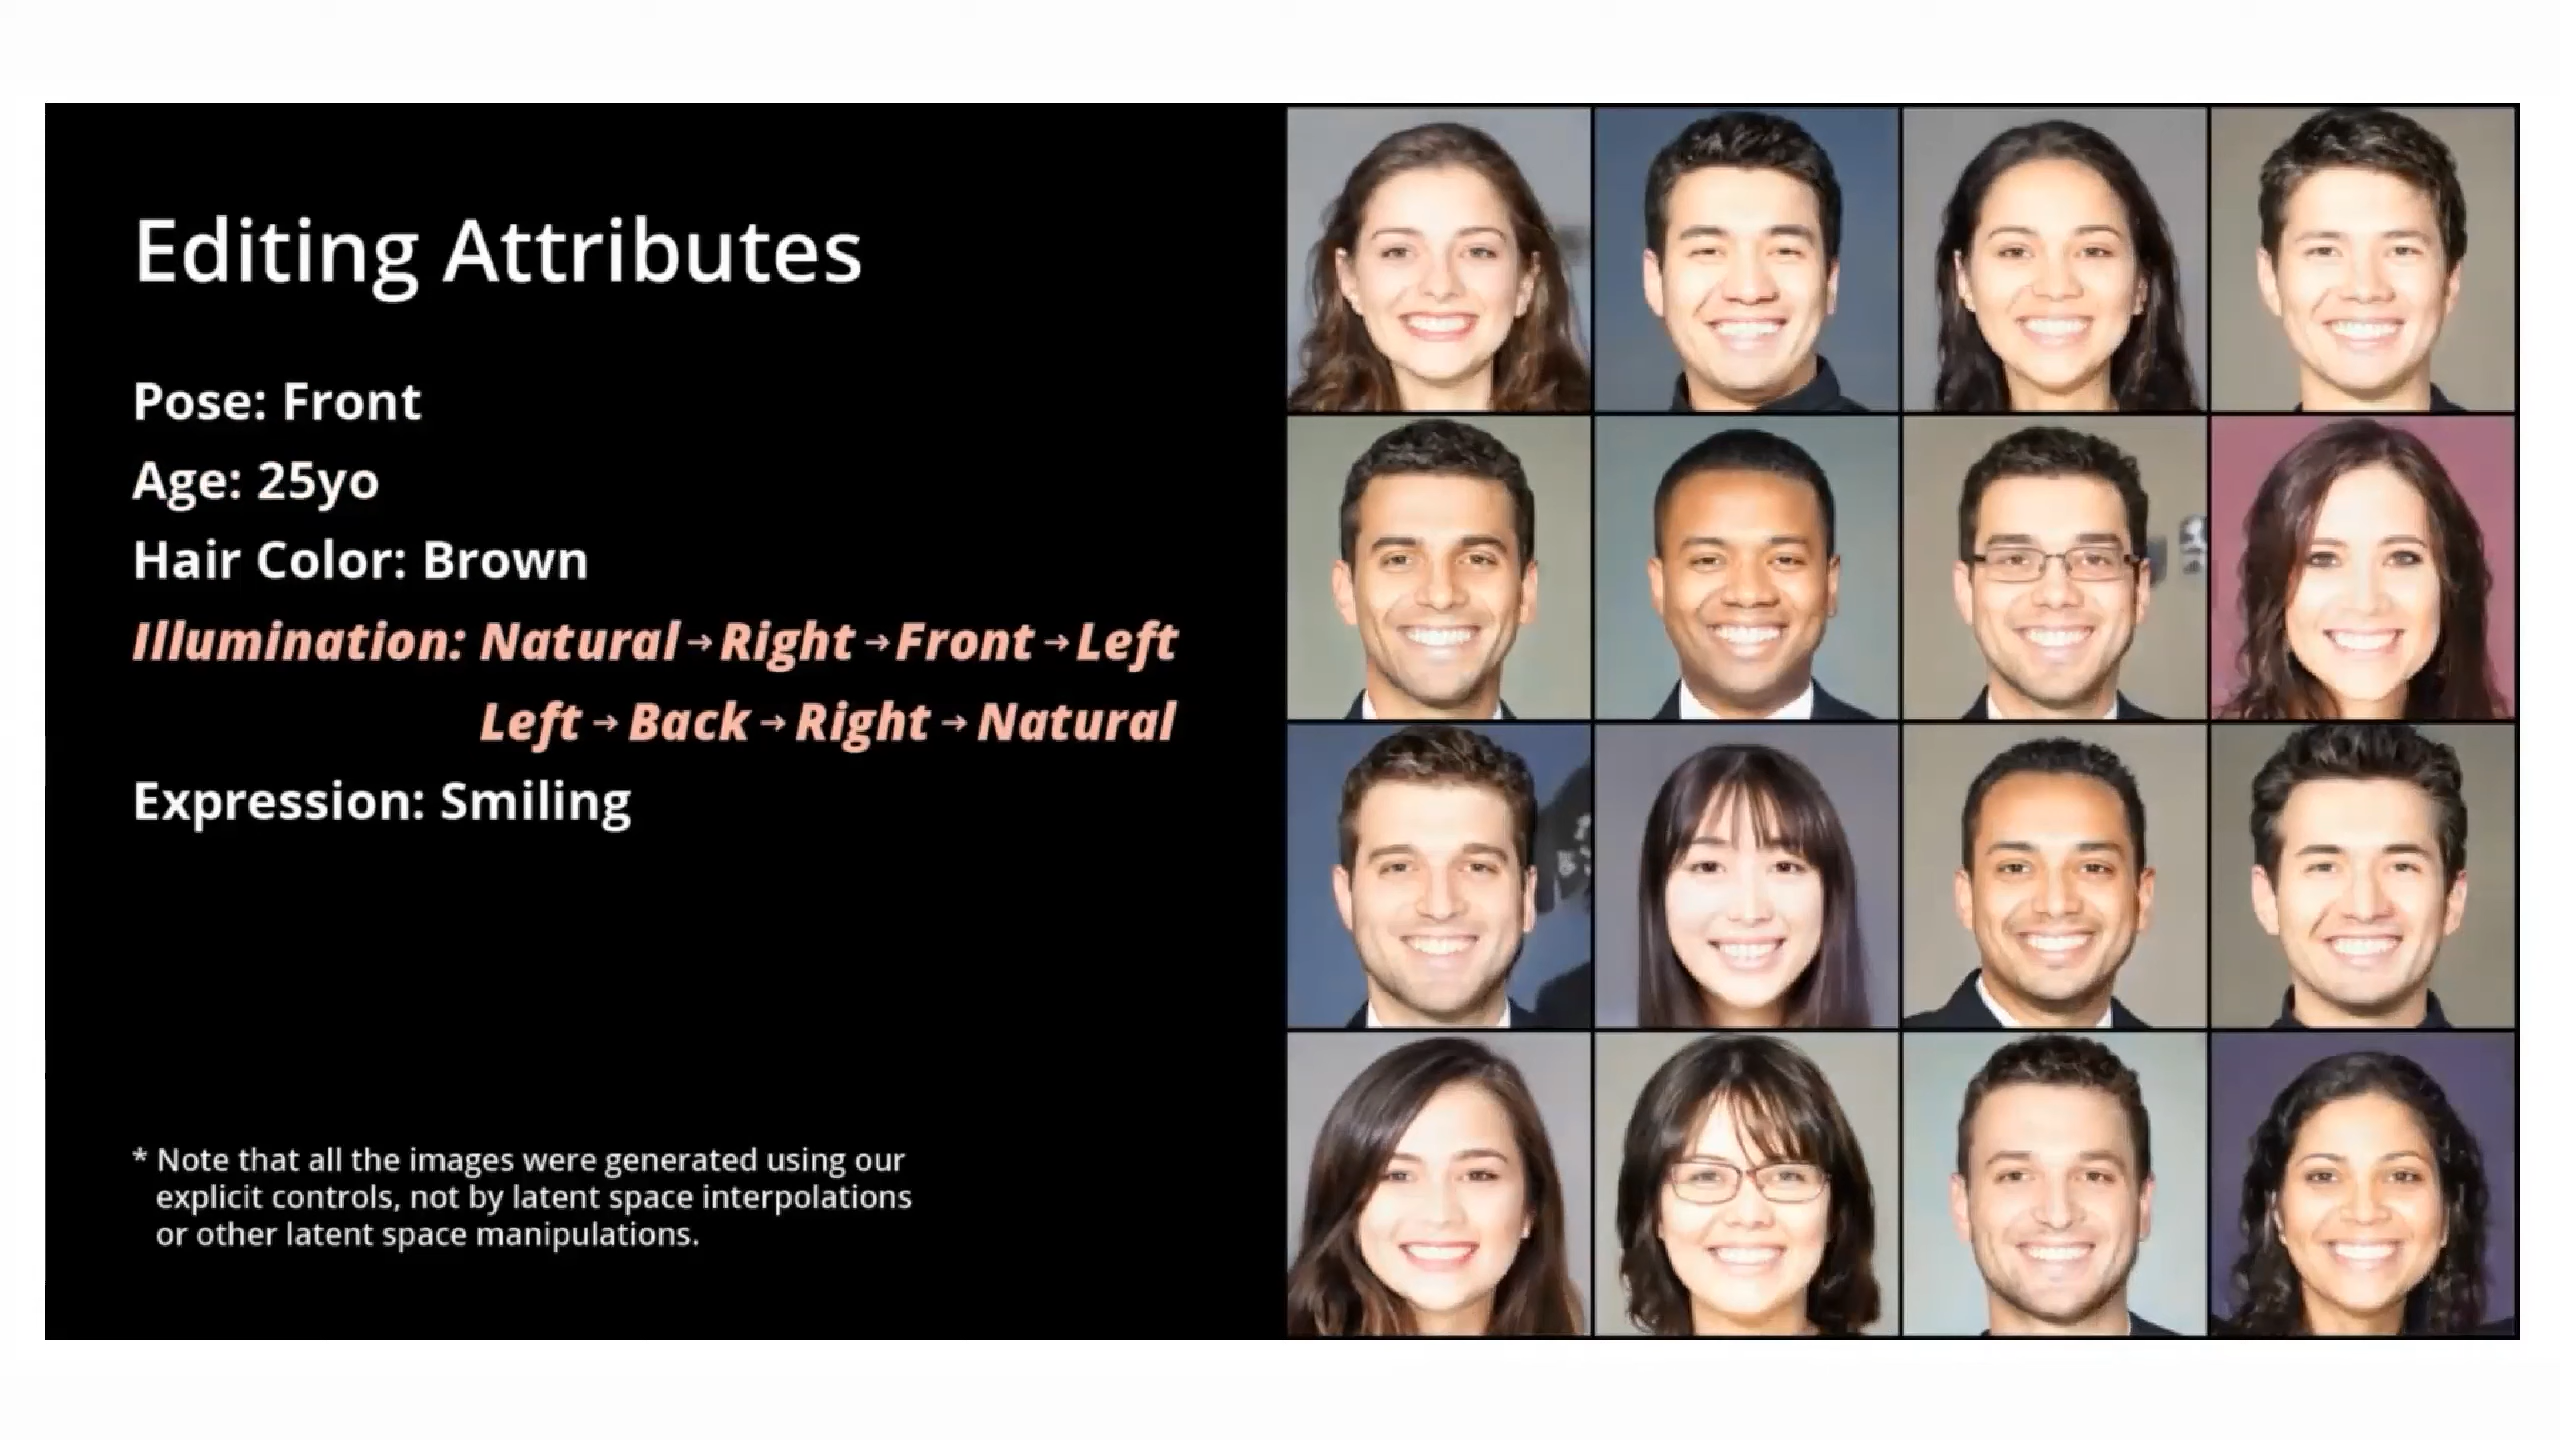 Editing Attributes
Pose: Front
Age: 25yo
Hair Color: Brown
Illumination: Natural→Right→Front→Left
Left→Back→Right→Natural
Expression: Smiling
* Note that all the images were generated using our
explicit controls, not by latent space interpolations
or other latent space manipulations.